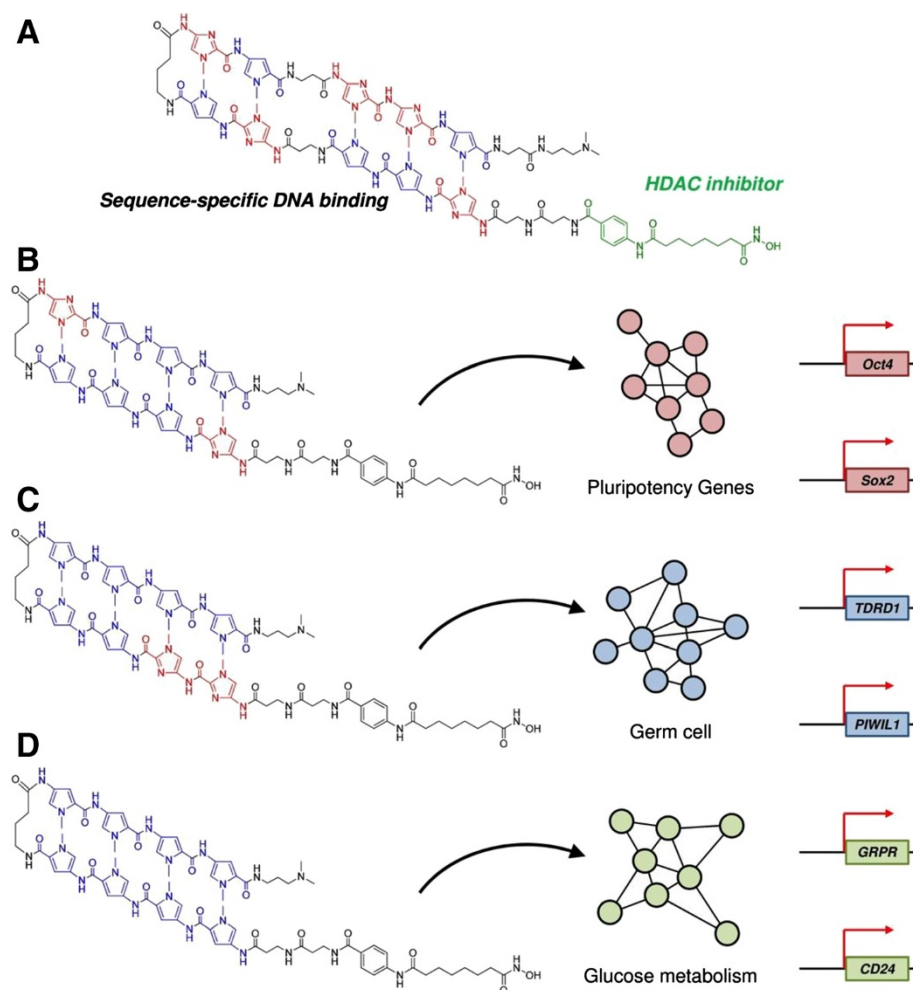 A
Sequence-specific DNA binding
HDAC inhibitor
B
Pluripotency Genes
Oct4
Sox2
C
Germ cell
TDRD1
PIWIL1
D
Glucose metabolism
GRPR
CD24